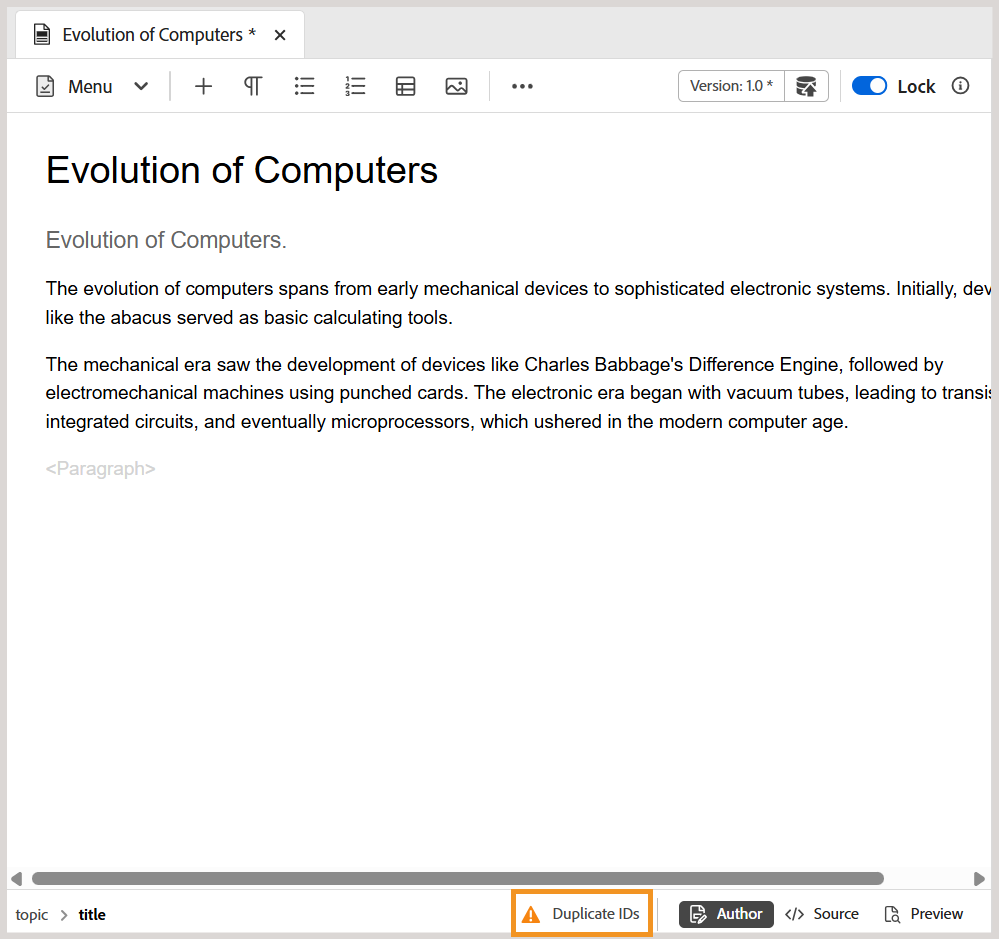 Evolution of Computers *
Menu
Version: 1.0 *
Lock
Evolution of Computers
Evolution of Computers.
The evolution of computers spans from early mechanical devices to sophisticated electronic systems. Initially, dev
like the abacus served as basic calculating tools.
The mechanical era saw the development of devices like Charles Babbage's Difference Engine, followed by
electromechanical machines using punched cards. The electronic era began with vacuum tubes, leading to transis
integrated circuits, and eventually microprocessors, which ushered in the modern computer age.
<Paragraph>
topic > title
Duplicate IDs
Author
</> Source
Preview